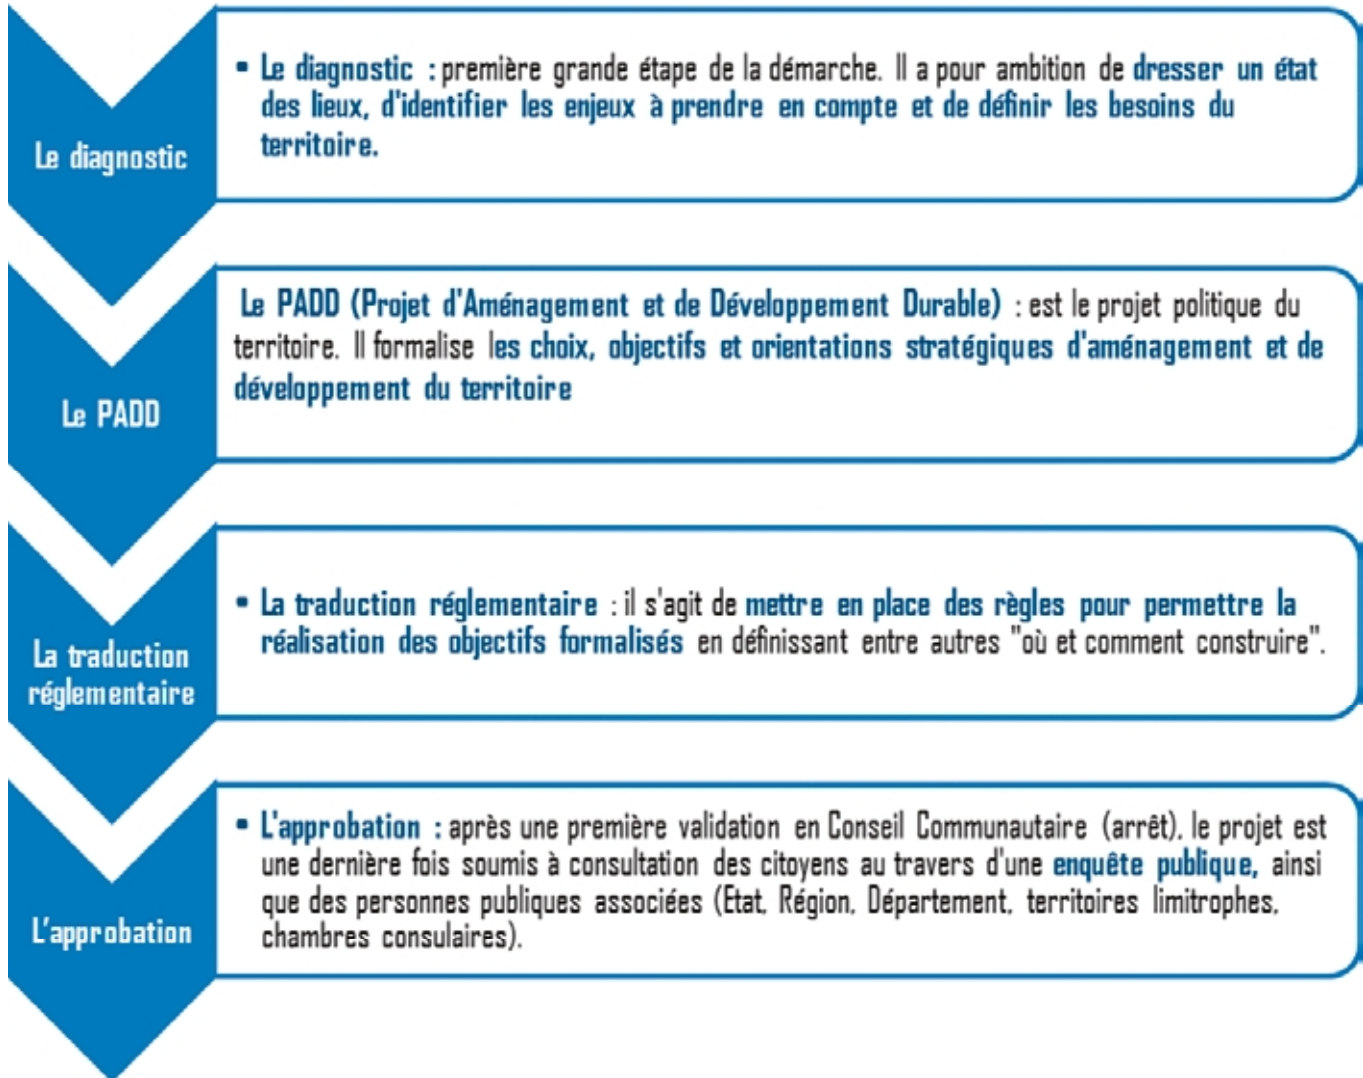 Le diagnostic
• Le diagnostic : première grande étape de la démarche. Il a pour ambition de dresser un état
des lieux, d'identifier les enjeux à prendre en compte et de définir les besoins du
territoire.
Le PADD
Le PADD (Projet d'Aménagement et de Développement Durable) : est le projet politique du
territoire. Il formalise les choix, objectifs et orientations stratégiques d'aménagement et de
développement du territoire
La traduction
réglementaire
• La traduction réglementaire : il s'agit de mettre en place des règles pour permettre la
réalisation des objectifs formalisés en définissant entre autres "où et comment construire".
L'approbation
• L'approbation : après une première validation en Conseil Communautaire (arrêt), le projet est
une dernière fois soumis à consultation des citoyens au travers d'une enquête publique, ainsi
que des personnes publiques associées (Etat, Région, Département, territoires limitrophes,
chambres consulaires).